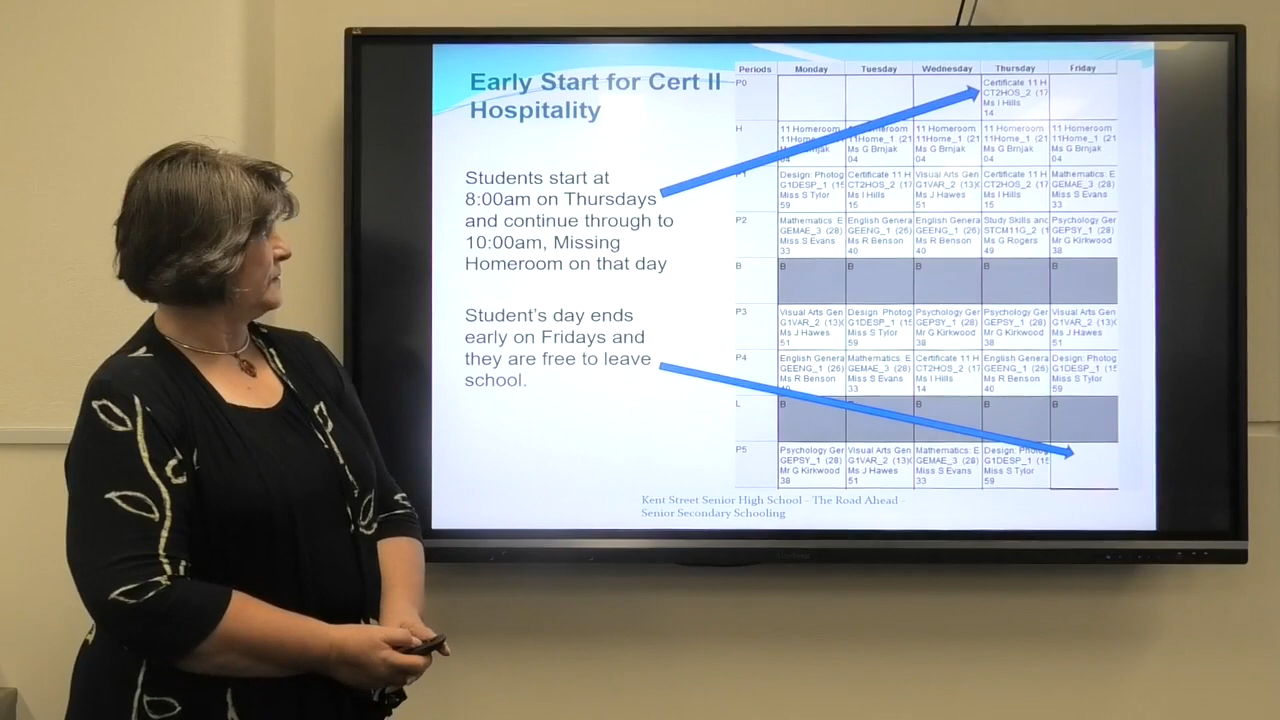 Early Start for Cert II
Hospitality
Students start at
8:00am on Thursdays
and continue through to
10:00am, Missing
Homeroom on that day
Student's day ends
early on Fridays and
they are free to leave
school.
Periods Monday Tuesday Wednesday Thursday Friday
P0 Certificate 11 H
CT2HOS_2 (17
Ms I Hills
14
H 11 Homeroom 11 Homeroom 11 Homeroom 11 Homeroom
11Home_1 (21 11Home_1 (21 11Home_1 (21 11Home_1 (21
Ms G Brnjak Ms G Brnjak Ms G Brnjak
04 04 04
Design: Photog Certificate 11 H Visual Arts Gen Certificate 11 H Mathematics: E
G1DESP_1 (15 CT2HOS_2 (17 G1VAR_2 (13)( CT2HOS_2 (17 GEMAE_3 (28)
Miss S Tylor Ms I Hills Ms J Hawes Ms I Hills Miss S Evans
59 15 51 15 33
P2 Mathematics: E English Genera English Genera Study Skills and Psychology Ger
GEMAE_3 (28) GEENG_1 (26) GEENG_1 (26) STCM11G_2 (1 GEPSY_1 (28)
Miss S Evans Ms R Benson Ms R Benson Ms G Rogers Mr G Kirkwood
33 40 40 49 38
B B B B B B
P3 Visual Arts Gen Design: Photog Psychology Ger Psychology Ger Visual Arts Gen
G1VAR_2 (13)( G1DESP_1 (15 GEPSY_1 (28) GEPSY_1 (28) G1VAR_2 (13)(
Ms J Hawes Miss S Tylor Mr G Kirkwood Mr G Kirkwood Ms J Hawes
51 59 38 38 51
P4 English Genera Mathematics: E Certificate 11 H English Genera Design: Photog
GEENG_1 (26) GEMAE_3 (28) CT2HOS_2 (17 GEENG_1 (26) G1DESP_1 (15
Ms R Benson Miss S Evans Ms I Hills Ms R Benson Miss S Tylor
33 14 40 59
L B B B B B
P5 Psychology Ger Visual Arts Gen Mathematics: E Design: Photog
GEPSY_1 (28) G1VAR_2 (13)( GEMAE_3 (28) G1DESP_1 (15
Mr G Kirkwood Ms J Hawes Miss S Evans Miss S Tylor
38 51 33 59
Kent Street Senior High School - The Road Ahead -
Senior Secondary Schooling